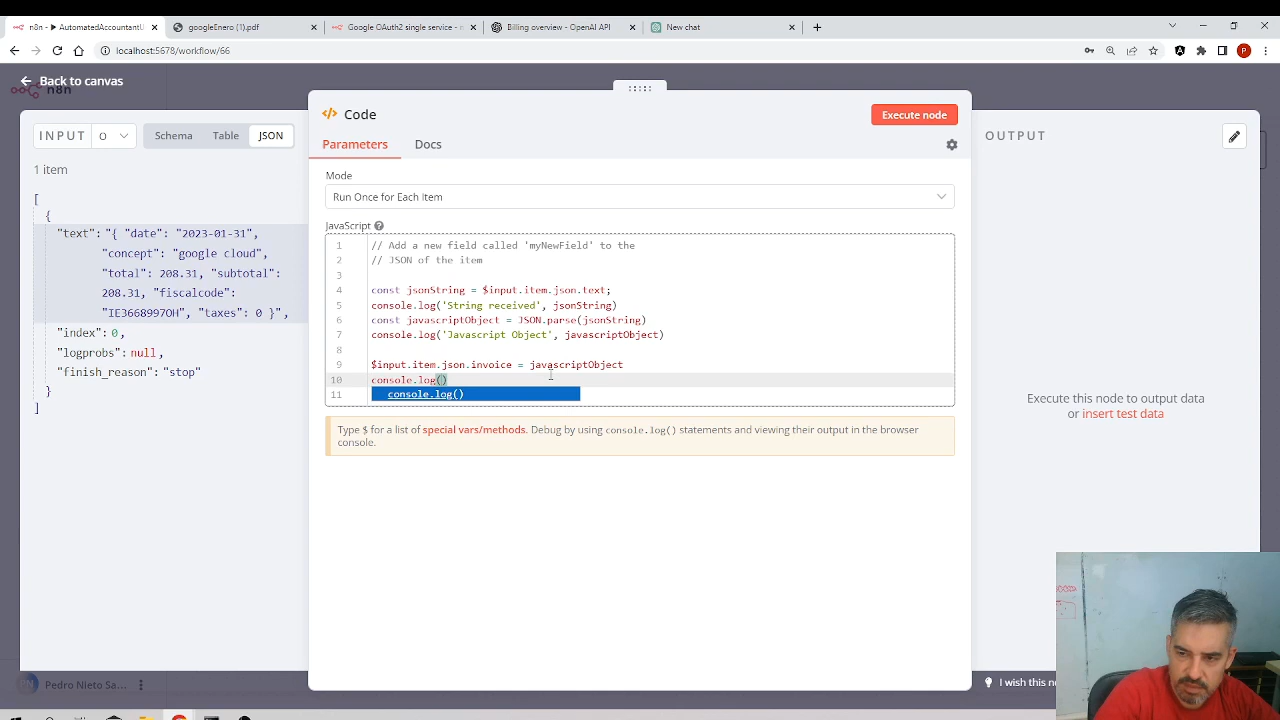 n8n - ▶ AutomatedAccountantU
googleEnero (1).pdf
Google OAuth2 single service - n
Billing overview - OpenAI API
New chat
localhost:5678/workflow/66
P
Back to canvas
n8n
INPUT
0
Schema
Table
JSON
1 item
[
{
"text": "{ "date": "2023-01-31",
"concept": "google cloud",
"total": 208.31, "subtotal":
208.31, "fiscalcode":
"IE3668997OH", "taxes": 0 }",
"index": 0,
"logprobs": null,
"finish_reason": "stop"
}
]
Code
Execute node
Parameters
Docs
Mode
Run Once for Each Item
JavaScript
1 // Add a new field called 'myNewField' to the
2 // JSON of the item
3
4 const jsonString = $input.item.json.text;
5 console.log('String received', jsonString)
6 const javascriptObject = JSON.parse(jsonString)
7 console.log('Javascript Object', javascriptObject)
8
9 $input.item.json.invoice = javascriptObject
10 console.log()
11 console.log()
Type $ for a list of special vars/methods. Debug by using console.log() statements and viewing their output in the browser
console.
OUTPUT
Execute this node to output data
or insert test data
PN Pedro Nieto Sa...
I wish this no